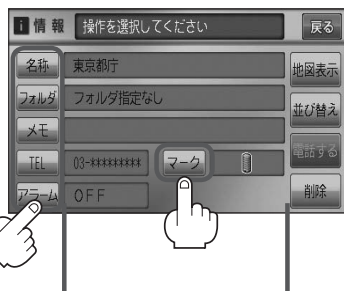 i 情報 操作を選択してください 戻る
名称 東京都庁 地図表示
フォルダ フォルダ指定なし 並び替え
メモ
TEL 03-********* マーク 電話する
アラーム OFF 削除